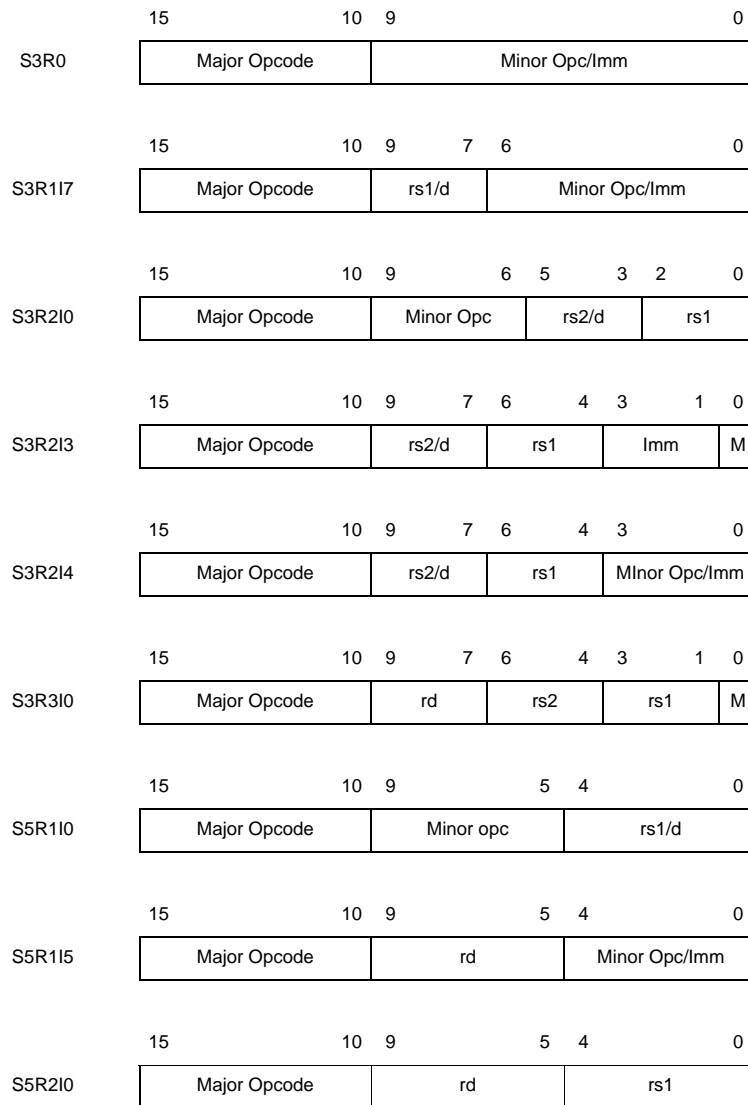 15 10 9 0
S3R0 Major Opcode Minor Opc/Imm
15 10 9 7 6 0
S3R1I7 Major Opcode rs1/d Minor Opc/Imm
15 10 9 6 5 3 2 0
S3R2I0 Major Opcode Minor Opc rs2/d rs1
15 10 9 7 6 4 3 1 0
S3R2I3 Major Opcode rs2/d rs1 Imm M
15 10 9 7 6 4 3 0
S3R2I4 Major Opcode rs2/d rs1 MInor Opc/Imm
15 10 9 7 6 4 3 1 0
S3R3I0 Major Opcode rd rs2 rs1 M
15 10 9 5 4 0
S5R1I0 Major Opcode Minor opc rs1/d
15 10 9 5 4 0
S5R1I5 Major Opcode rd Minor Opc/Imm
15 10 9 5 4 0
S5R2I0 Major Opcode rd rs1